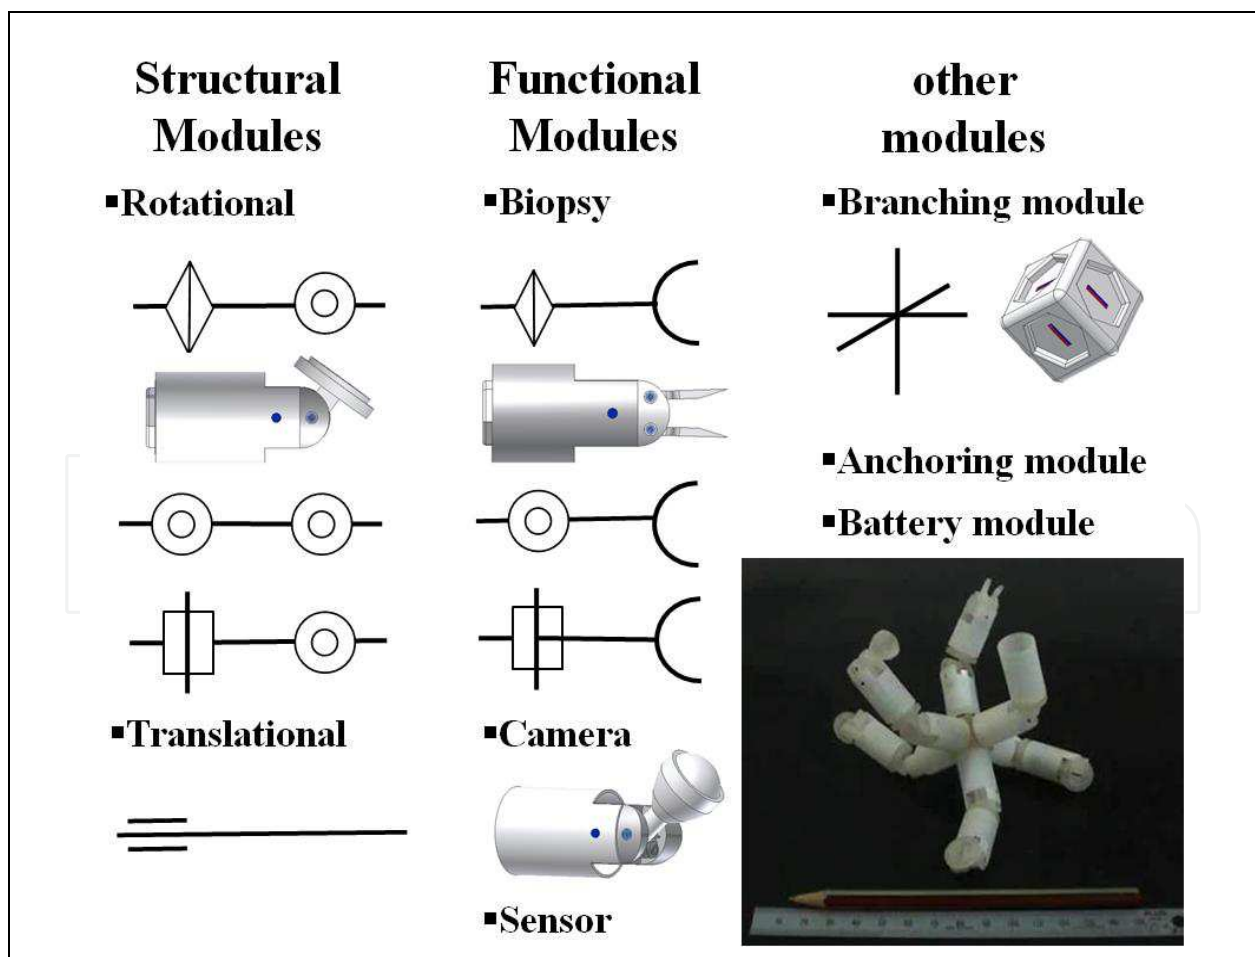 Structural
Modules
▪Rotational
▪Translational
Functional
Modules
▪Biopsy
▪Camera
▪Sensor
other
modules
▪Branching module
▪Anchoring module
▪Battery module